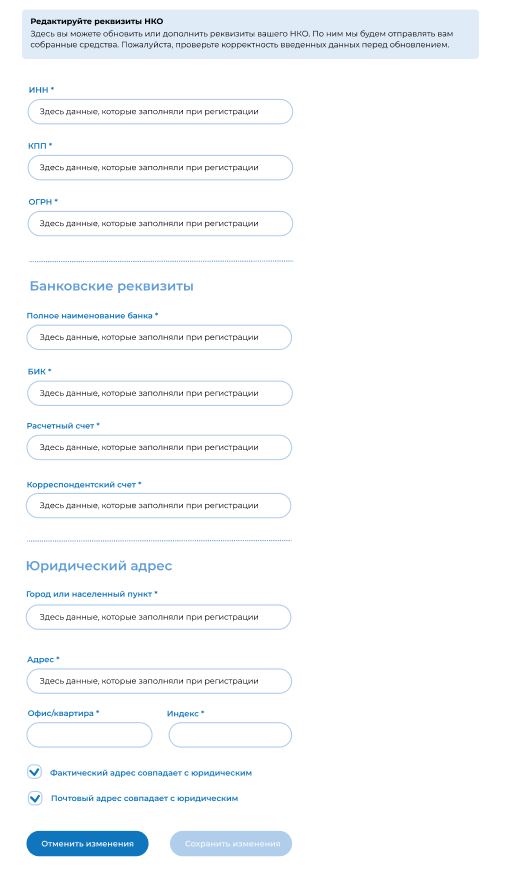 Редактируйте реквизиты НКО
Здесь вы можете обновить или дополнить реквизиты вашего НКО. По ним мы будем отправлять вам
собранные средства. Пожалуйста, проверьте корректность введенных данных перед обновлением.
ИНН *
Здесь данные, которые заполняли при регистрации
КПП *
Здесь данные, которые заполняли при регистрации
ОГРН *
Здесь данные, которые заполняли при регистрации
Банковские реквизиты
Полное наименование банка *
Здесь данные, которые заполняли при регистрации
БИК *
Здесь данные, которые заполняли при регистрации
Расчетный счет *
Здесь данные, которые заполняли при регистрации
Корреспондентский счет *
Здесь данные, которые заполняли при регистрации
Юридический адрес
Город или населенный пункт *
Здесь данные, которые заполняли при регистрации
Адрес *
Здесь данные, которые заполняли при регистрации
Офис/квартира * Индекс *
Фактический адрес совпадает с юридическим
Почтовый адрес совпадает с юридическим
Отменить изменения Сохранить изменения